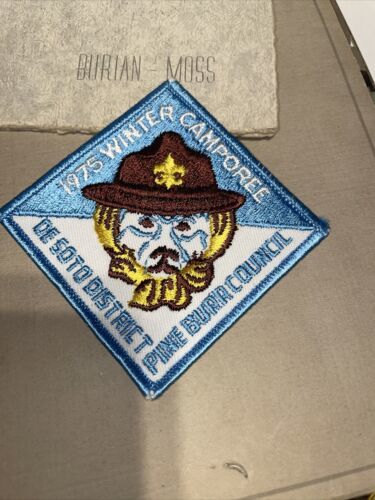 BURIAN - MOSS
1975 WINTER CAMPOREE
DE SOTO DISTRICT
PINE BURR COUNCIL